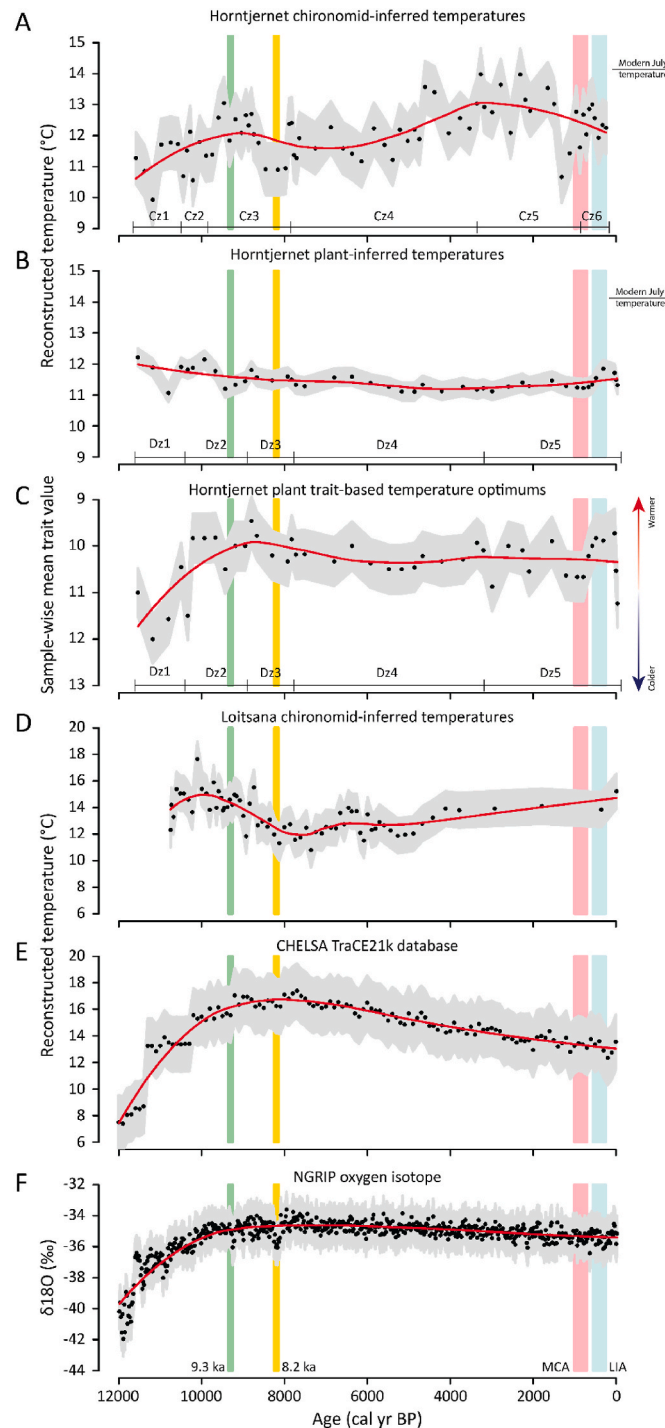 A
Horntjernet chironomid-inferred temperatures
15
14
13
12
11
10
9
Reconstructed temperature (°C)
Modern July
temperature
Cz1
Cz2
Cz3
Cz4
Cz5
Cz6
B
Horntjernet plant-inferred temperatures
15
14
13
12
11
10
9
Reconstructed temperature (°C)
Modern July
temperature
Dz1
Dz2
Dz3
Dz4
Dz5
C
Horntjernet plant trait-based temperature optimums
9
10
11
12
13
Sample-wise mean trait value
Warmer
Colder
Dz1
Dz2
Dz3
Dz4
Dz5
D
Loitsana chironomid-inferred temperatures
20
18
16
14
12
10
8
6
Reconstructed temperature (°C)
E
CHELSA TraCE21k database
20
18
16
14
12
10
8
6
Reconstructed temperature (°C)
F
NGRIP oxygen isotope
-32
-34
-36
-38
-40
-42
-44
δ18O (‰)
9.3 ka
8.2 ka
MCA
LIA
12000
10000
8000
6000
4000
2000
0
Age (cal yr BP)